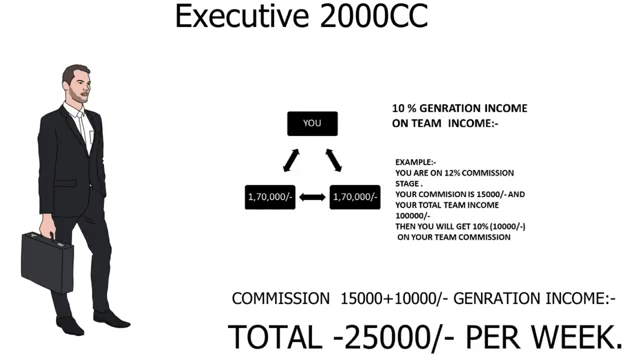 Executive 2000CC
10 % GENRATION INCOME
ON TEAM  INCOME:-
YOU
EXAMPLE:-
YOU ARE ON 12% COMMISSION
STAGE .
YOUR COMMISION IS 15000/- AND
YOUR TOTAL TEAM INCOME
100000/-
THEN YOU WILL GET 10% (10000/-)
ON YOUR TEAM COMMISSION
1,70,000/-
1,70,000/-
COMMISSION  15000+10000/- GENRATION INCOME:-
TOTAL -25000/- PER WEEK.